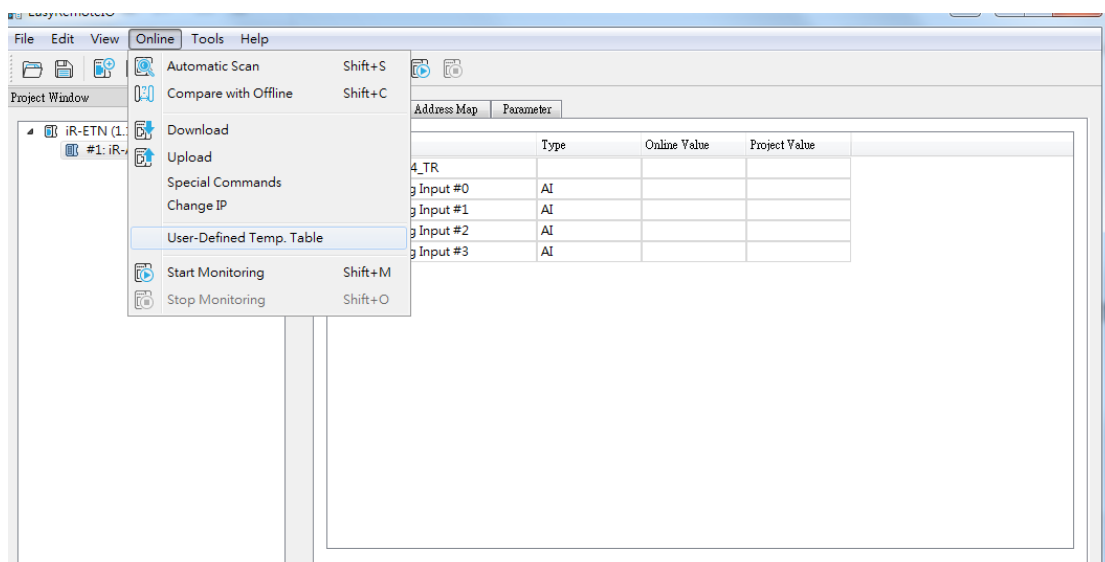 EasyRemoteIO
File Edit View Online Tools Help
Automatic Scan Shift+S
Compare with Offline Shift+C
Download
Upload
Special Commands
Change IP
User-Defined Temp. Table
Start Monitoring Shift+M
Stop Monitoring Shift+O
Project Window
iR-ETN (1.
#1: iR-
Address Map Parameter
Type Online Value Project Value
4_TR
g Input #0 AI
g Input #1 AI
g Input #2 AI
g Input #3 AI